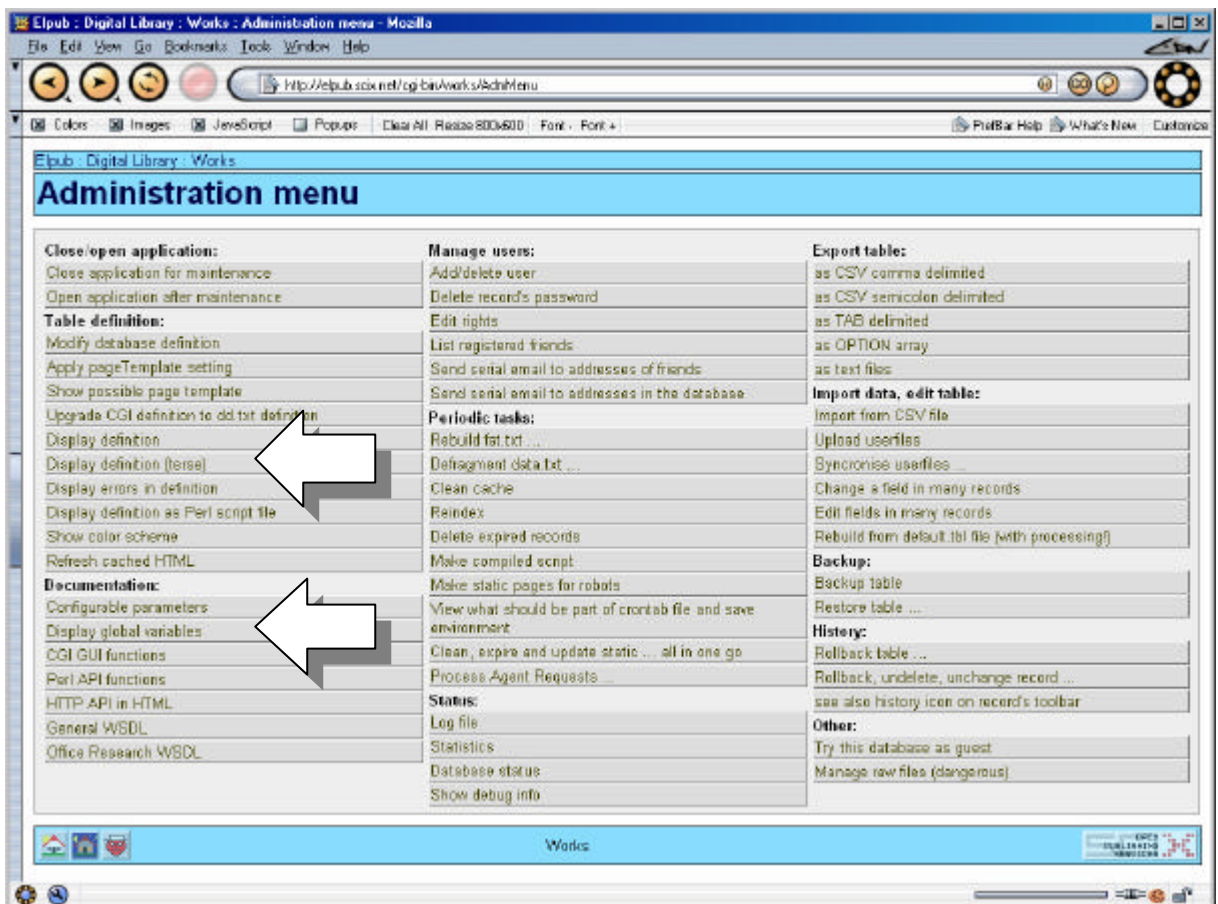 Elpub : Digital Library : Works : Administration menu - Mozilla
File Edit View Go Bookmarks Tools Window Help
http://elpub.scix.net/cgi-bin/works/AdmMenu
Colors Images JavaScript Popups Clear All Resize 800x600 Font - Font + PrefBar Help What's New Customize
Elpub : Digital Library : Works
Administration menu
Close/open application:
Close application for maintenance
Open application after maintenance
Table definition:
Modify database definition
Apply pageTemplate setting
Show possible page template
Upgrade CGI definition to dd.txt definition
Display definition
Display definition (terse)
Display errors in definition
Display definition as Perl script file
Show color scheme
Refresh cached HTML
Documentation:
Configurable parameters
Display global variables
CGI GUI functions
Perl API functions
HTTP API in HTML
General WSDL
Office Research WSDL
Manage users:
Add/delete user
Delete record's password
Edit rights
List registered friends
Send serial email to addresses of friends
Send serial email to addresses in the database
Periodic tasks:
Rebuild fat.txt ...
Defragment data.txt ...
Clean cache
Reindex
Delete expired records
Make compiled script
Make static pages for robots
View what should be part of crontab file and save
environment
Clean, expire and update static ... all in one go
Process Agent Requests ...
Status:
Log file
Statistics
Database status
Show debug info
Export table:
as CSV comma delimited
as CSV semicolon delimited
as TAB delimited
as OPTION array
as text files
Import data, edit table:
Import from CSV file
Upload userfiles
Syncronise userfiles ...
Change a field in many records
Edit fields in many records
Rebuild from default.tbl file (with processing!)
Backup:
Backup table
Restore table ...
History:
Rollback table ...
Rollback, undelete, unchange record ...
see also history icon on record's toolbar
Other:
Try this database as guest
Manage raw files (dangerous)
Works
OPEN
PUBLISHING